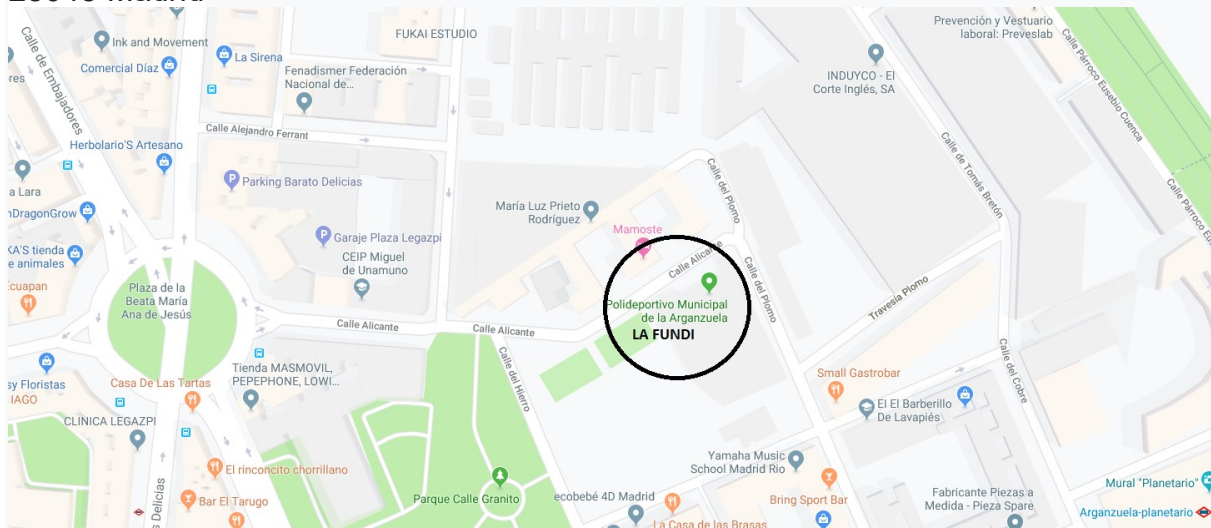 FUKAI ESTUDIO
Prevención y Vestuario
laboral: Preveslab
Calle de Embajadores
Ink and Movement
Comercial Díaz
La Sirena
Fenadismer Federación
Nacional de...
INDUYCO - El
Corte Inglés, SA
Calle Párroco Eusebio Cuenca
Calle Alejandro Ferrant
Herbolario'S Artesano
a Lara
Parking Barato Delicias
Calle del Plomo
Calle de Tomás Bretón
nDragonGrow
María Luz Prieto
Rodríguez
Mamoste
Garaje Plaza Legazpi
KA'S tienda
e animales
CEIP Miguel
de Unamuno
Calle Alicante
Calle del Plomo
Ecuapan
Plaza de la
Beata María
Ana de Jesús
Polideportivo Municipal
de la Arganzuela
LA FUNDI
Travesía Plomo
Calle Alicante
Calle Alicante
Calle del Hierro
Calle del Cobre
sy Floristas
IAGO
Casa De Las Tartas
Tienda MASMOVIL,
PEPEPHONE, LOWI...
Small Gastrobar
El El Barberillo
De Lavapiés
CLINICA LEGAZPI
El rinconcito chorrillano
Yamaha Music
School Madrid Rio
Parque Calle Granito
ecobebé 4D Madrid
Bring Sport Bar
Fabricante Piezas a
Medida - Pieza Spare
Mural "Planetario"
Bar El Tarugo
Delicias
La Casa de las Brasas
Arganzuela-planetario